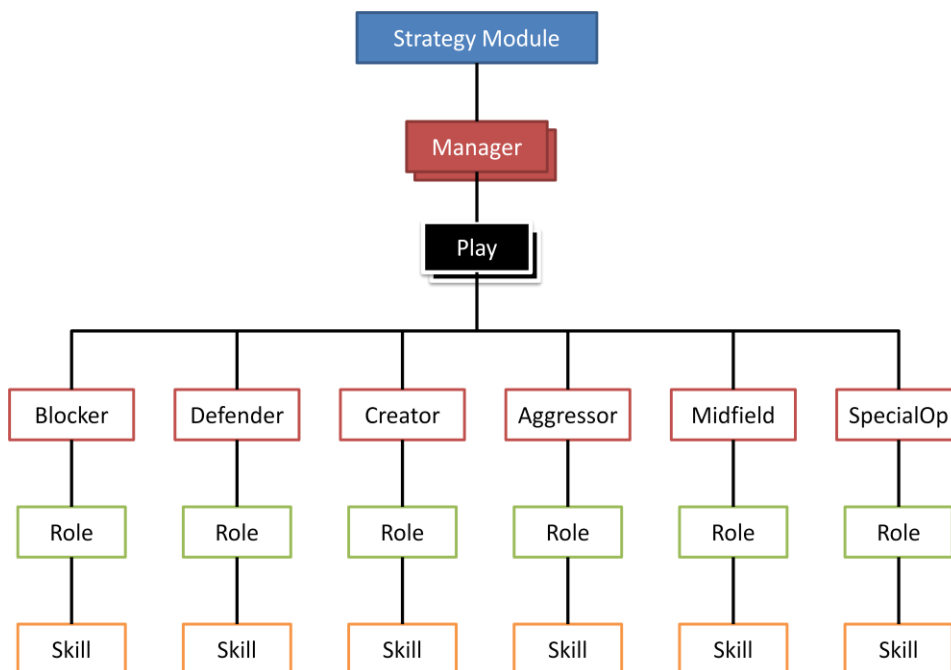 Strategy Module
Manager
Play
Blocker Defender Creator Aggressor Midfield SpecialOp
Role Role Role Role Role Role
Skill Skill Skill Skill Skill Skill